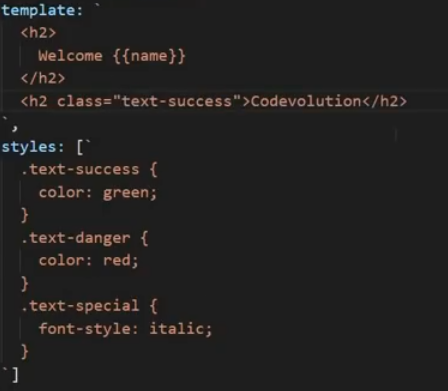 template: `
<h2>
Welcome {{name}}
</h2>
<h2 class="text-success">Codevolution</h2>
`,
styles: [`
.text-success {
color: green;
}
.text-danger {
color: red;
}
.text-special {
font-style: italic;
}
`]